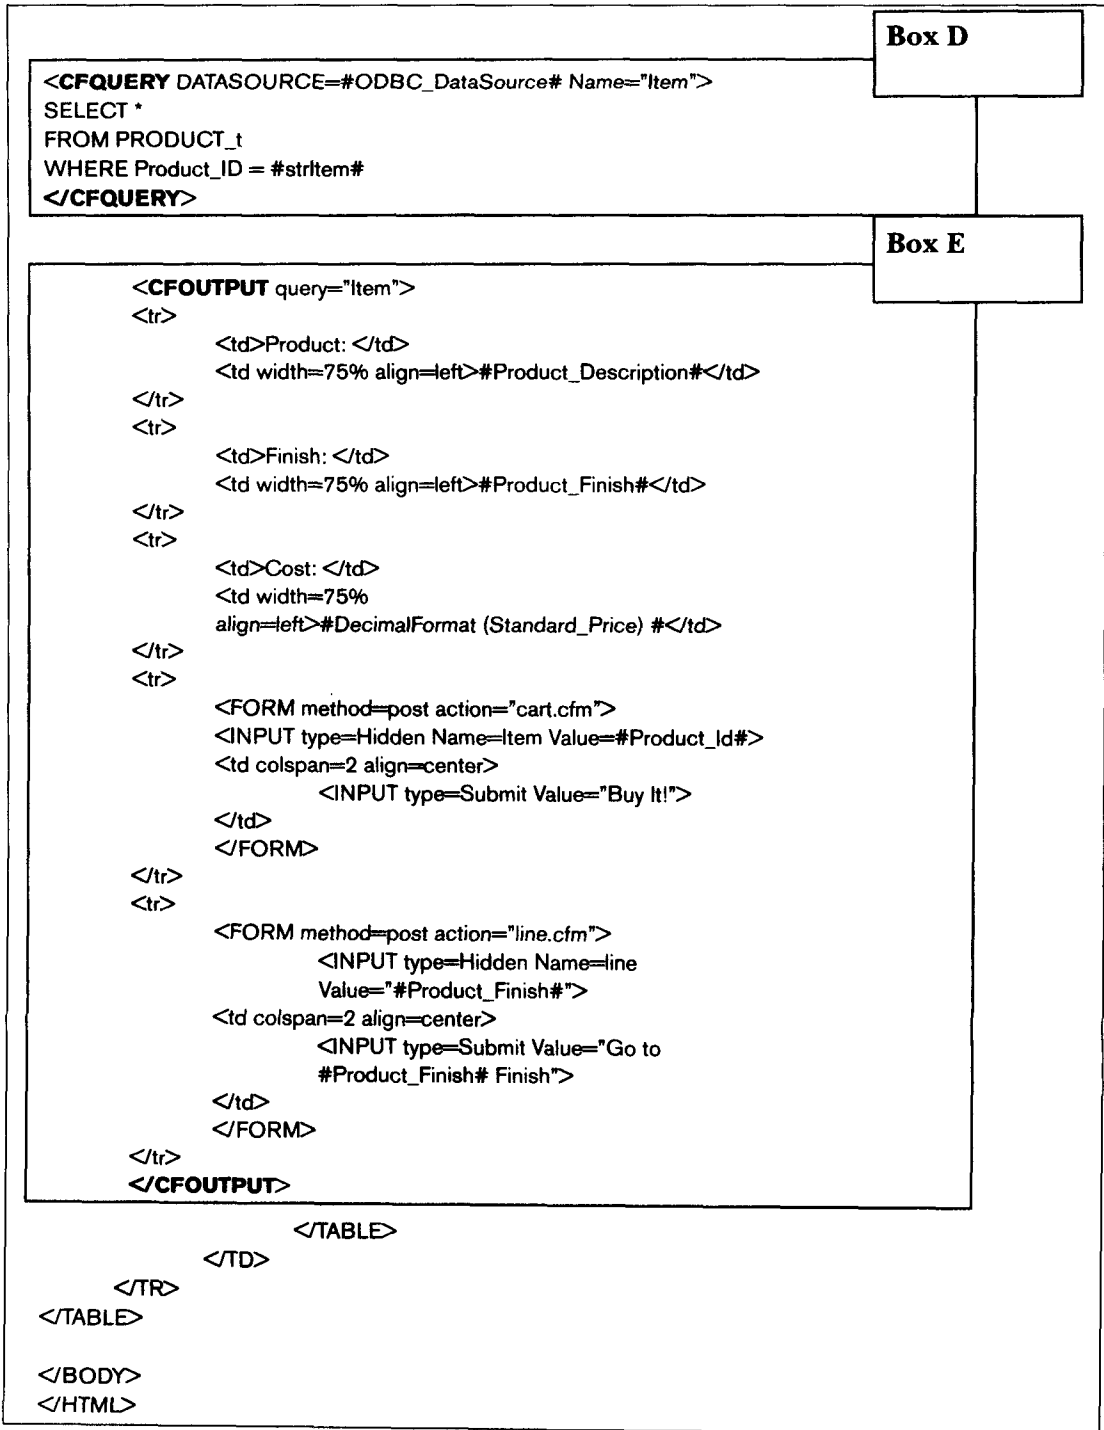 Box D
<CFQUERY DATASOURCE=#ODBC_DataSource# Name="Item">
SELECT *
FROM PRODUCT_t
WHERE Product_ID = #strItem#
</CFQUERY>
Box E
<CFOUTPUT query="Item">
<tr>
<td>Product: </td>
<td width=75% align=left>#Product_Description#</td>
</tr>
<tr>
<td>Finish: </td>
<td width=75% align=left>#Product_Finish#</td>
</tr>
<tr>
<td>Cost: </td>
<td width=75%
align=left>#DecimalFormat (Standard_Price) #</td>
</tr>
<tr>
<FORM method=post action="cart.cfm">
<INPUT type=Hidden Name=Item Value=#Product_Id#>
<td colspan=2 align=center>
<INPUT type=Submit Value="Buy It!">
</td>
</FORM>
</tr>
<tr>
<FORM method=post action="line.cfm">
<INPUT type=Hidden Name=line
Value="#Product_Finish#">
<td colspan=2 align=center>
<INPUT type=Submit Value="Go to
#Product_Finish# Finish">
</td>
</FORM>
</tr>
</CFOUTPUT>
</TABLE>
</TD>
</TR>
</TABLE>
</BODY>
</HTML>